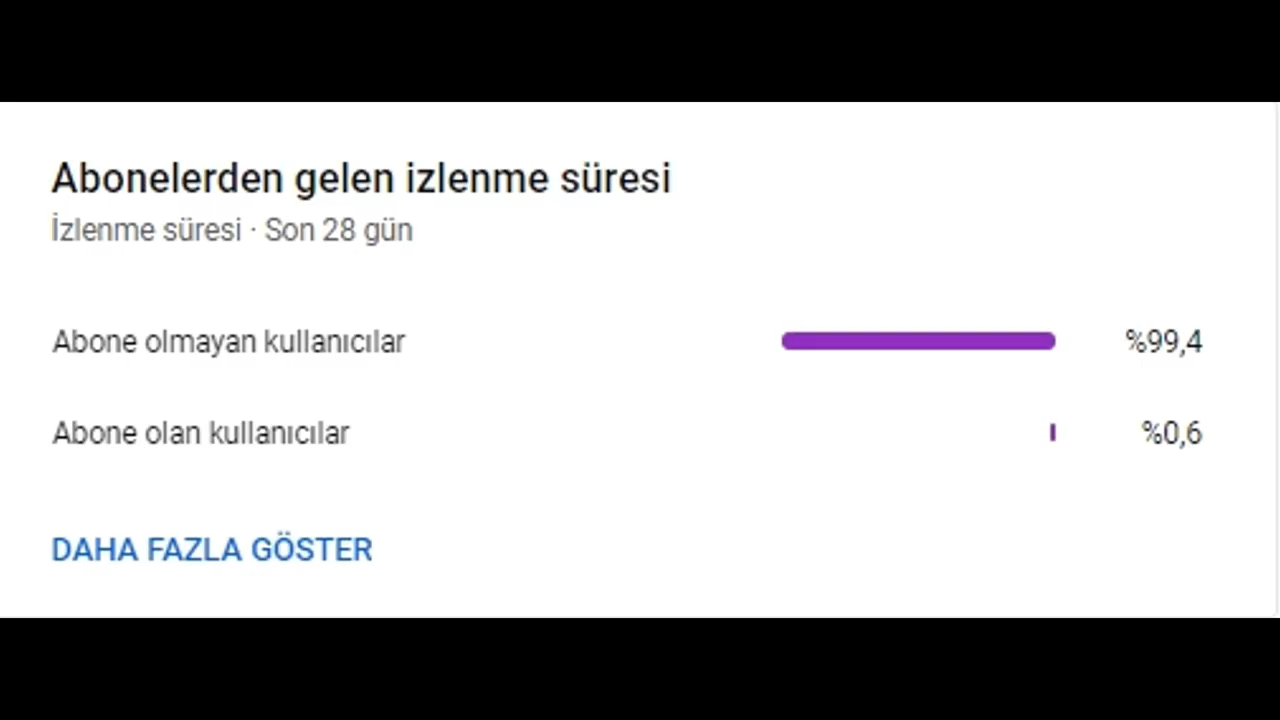 Abonelerden gelen izlenme süresi
İzlenme süresi · Son 28 gün
Abone olmayan kullanıcılar %99,4
Abone olan kullanıcılar %0,6
DAHA FAZLA GÖSTER